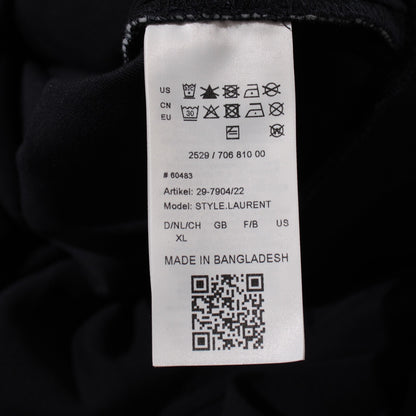 US
CN
EU
30
2529 / 706 810 00
# 60483
Artikel: 29-7904/22
Model: STYLE.LAURENT
D/NL/CH GB F/B US
XL
MADE IN BANGLADESH